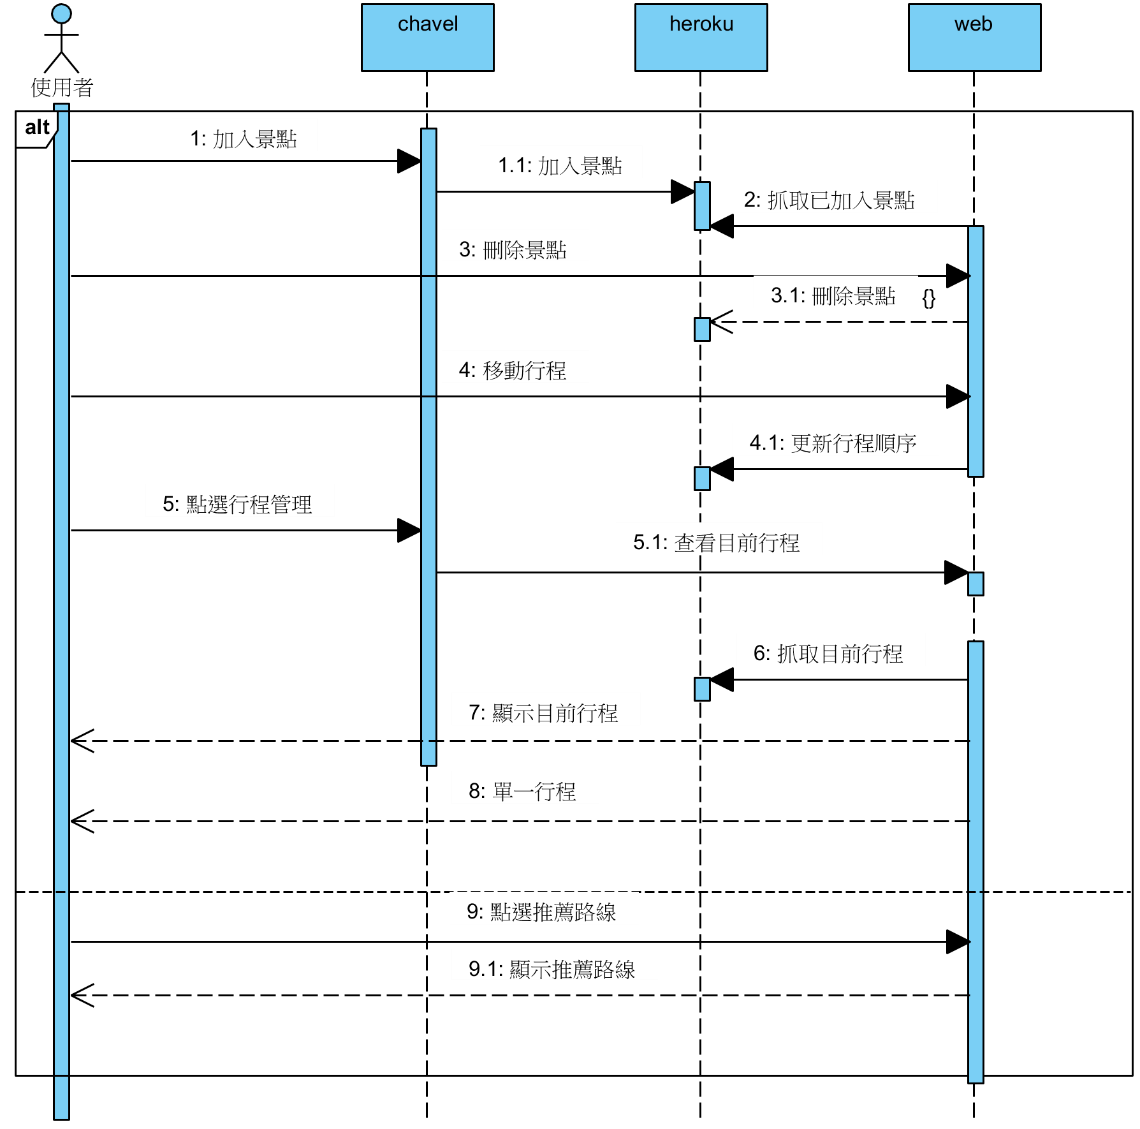 chavel
heroku
web
使用者
alt
1: 加入景點
1.1: 加入景點
2: 抓取已加入景點
3: 刪除景點
3.1: 刪除景點 {}
4: 移動行程
4.1: 更新行程順序
5: 點選行程管理
5.1: 查看目前行程
6: 抓取目前行程
7: 顯示目前行程
8: 單一行程
9: 點選推薦路線
9.1: 顯示推薦路線